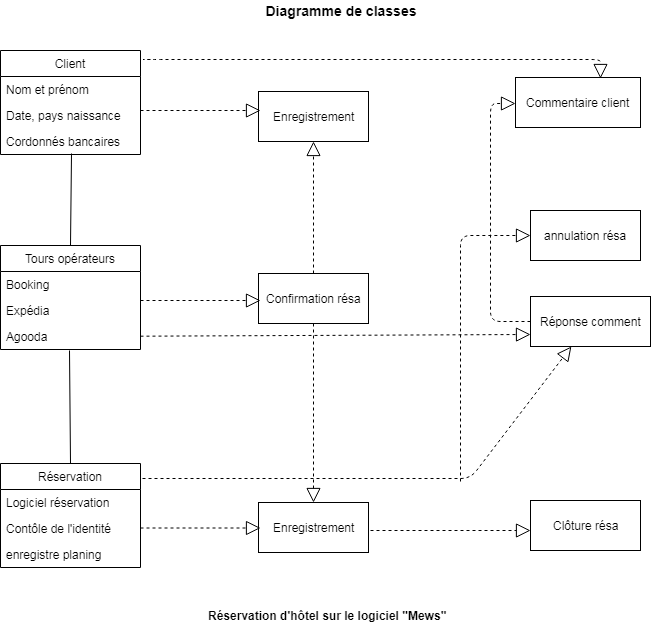 Diagramme de classes
Client
Nom et prénom
Date, pays naissance
Cordonnés bancaires
Enregistrement
Commentaire client
annulation résa
Tours opérateurs
Booking
Expédia
Agooda
Confirmation résa
Réponse comment
Réservation
Logiciel réservation
Contôle de l'identité
enregistre planing
Enregistrement
Clôture résa
Réservation d'hôtel sur le logiciel "Mews"